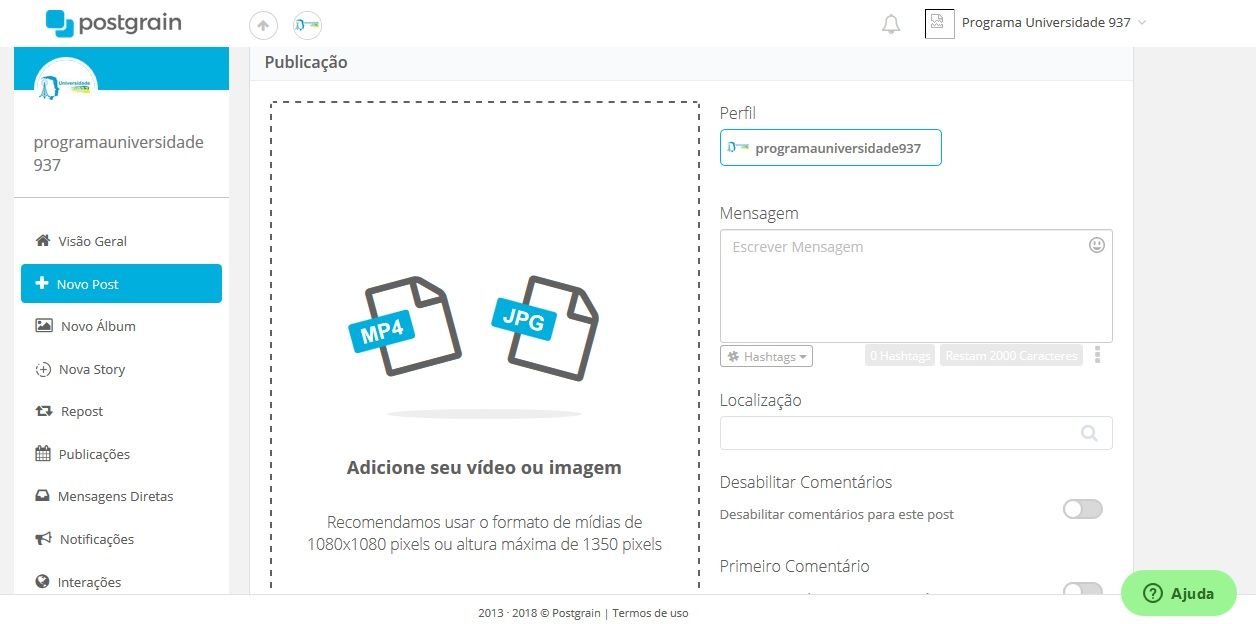 postgrain
Programa Universidade 937
Universidade
programauniversidade
937
Visão Geral
Novo Post
Novo Álbum
Nova Story
Repost
Publicações
Mensagens Diretas
Notificações
Interações
Publicação
MP4
JPG
Adicione seu vídeo ou imagem
Recomendamos usar o formato de mídias de
1080x1080 pixels ou altura máxima de 1350 pixels
Perfil
programauniversidade937
Mensagem
Escrever Mensagem
Hashtags
0 Hashtags
Restam 2000 Caracteres
Localização
Desabilitar Comentários
Desabilitar comentários para este post
Primeiro Comentário
Ajuda
2013 · 2018 © Postgrain | Termos de uso